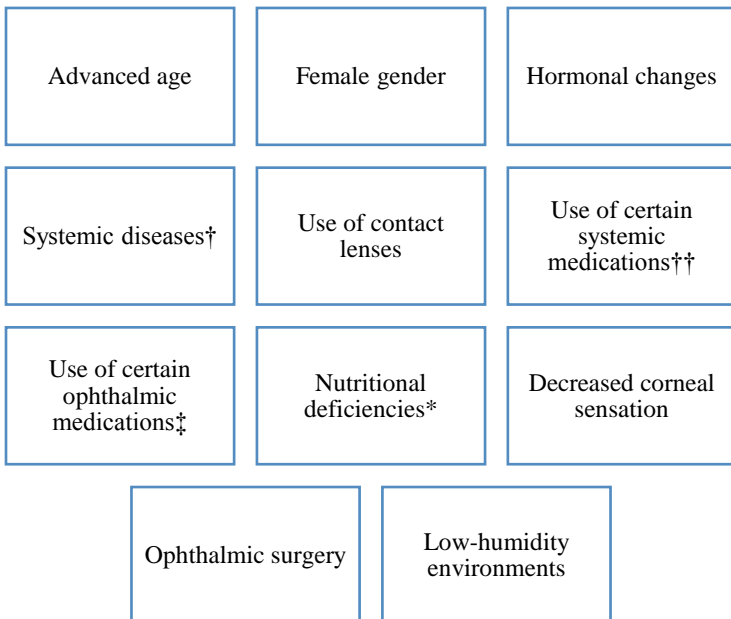 Advanced age
Female gender
Hormonal changes
Systemic diseases†
Use of contact
lenses
Use of certain
systemic
medications††
Use of certain
ophthalmic
medications‡
Nutritional
deficiencies*
Decreased corneal
sensation
Ophthalmic surgery
Low-humidity
environments